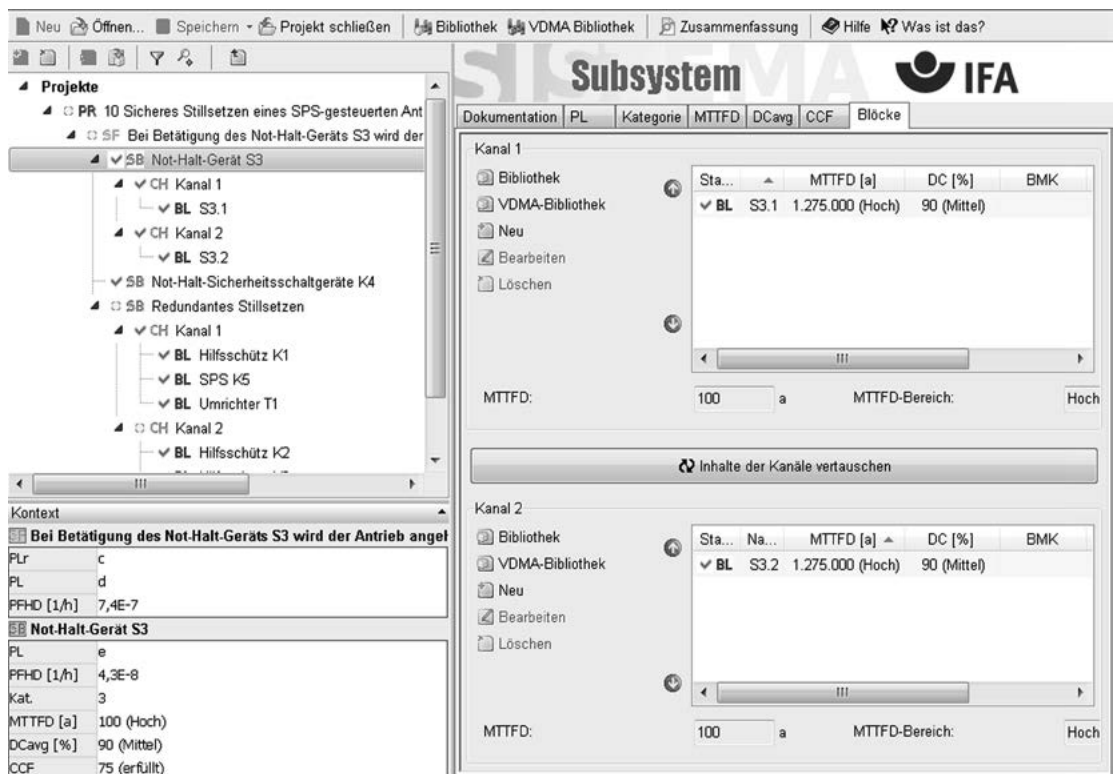 Neu Öffnen... Speichern Projekt schließen Bibliothek VDMA Bibliothek Zusammenfassung Hilfe Was ist das?
Projekte
PR 10 Sicheres Stillsetzen eines SPS-gesteuerten Ant
SF Bei Betätigung des Not-Halt-Geräts S3 wird der
SB Not-Halt-Gerät S3
CH Kanal 1
BL S3.1
CH Kanal 2
BL S3.2
SB Not-Halt-Sicherheitsschaltgeräte K4
SB Redundantes Stillsetzen
CH Kanal 1
BL Hilfsschütz K1
BL SPS K5
BL Umrichter T1
CH Kanal 2
BL Hilfsschütz K2
Kontext
SF Bei Betätigung des Not-Halt-Geräts S3 wird der Antrieb angeh
PLr c
PL d
PFHD [1/h] 7,4E-7
SB Not-Halt-Gerät S3
PL e
PFHD [1/h] 4,3E-8
Kat. 3
MTTFD [a] 100 (Hoch)
DCavg [%] 90 (Mittel)
CCF 75 (erfüllt)
Subsystem IFA
Dokumentation PL Kategorie MTTFD DCavg CCF Blöcke
Kanal 1
Bibliothek
VDMA-Bibliothek
Neu
Bearbeiten
Löschen
Sta... MTTFD [a] DC [%] BMK
BL S3.1 1.275.000 (Hoch) 90 (Mittel)
MTTFD: 100 a MTTFD-Bereich: Hoch
Inhalte der Kanäle vertauschen
Kanal 2
Bibliothek
VDMA-Bibliothek
Neu
Bearbeiten
Löschen
Sta... Na... MTTFD [a] DC [%] BMK
BL S3.2 1.275.000 (Hoch) 90 (Mittel)
MTTFD: 100 a MTTFD-Bereich: Hoch